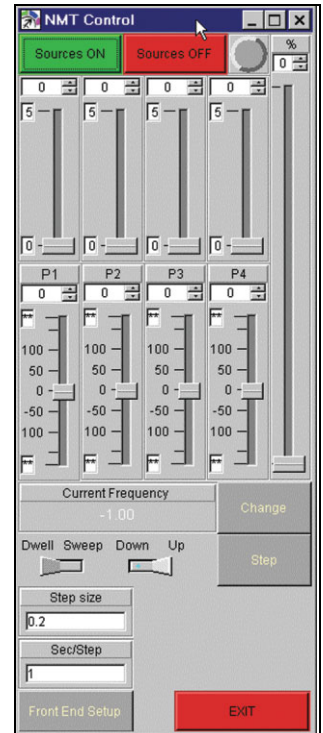 NMT Control
Sources ON Sources OFF %
0
0 0 0 0
5 5 5 5
0 0 0 0
P1 P2 P3 P4
0 0 0 0
** ** ** **
100 100 100 100
50 50 50 50
0 0 0 0
-50 -50 -50 -50
100 100 100 100
** ** ** **
Current Frequency
-1.00
Change
Dwell Sweep Down Up
Step
Step size
0.2
Sec/Step
1
Front End Setup EXIT